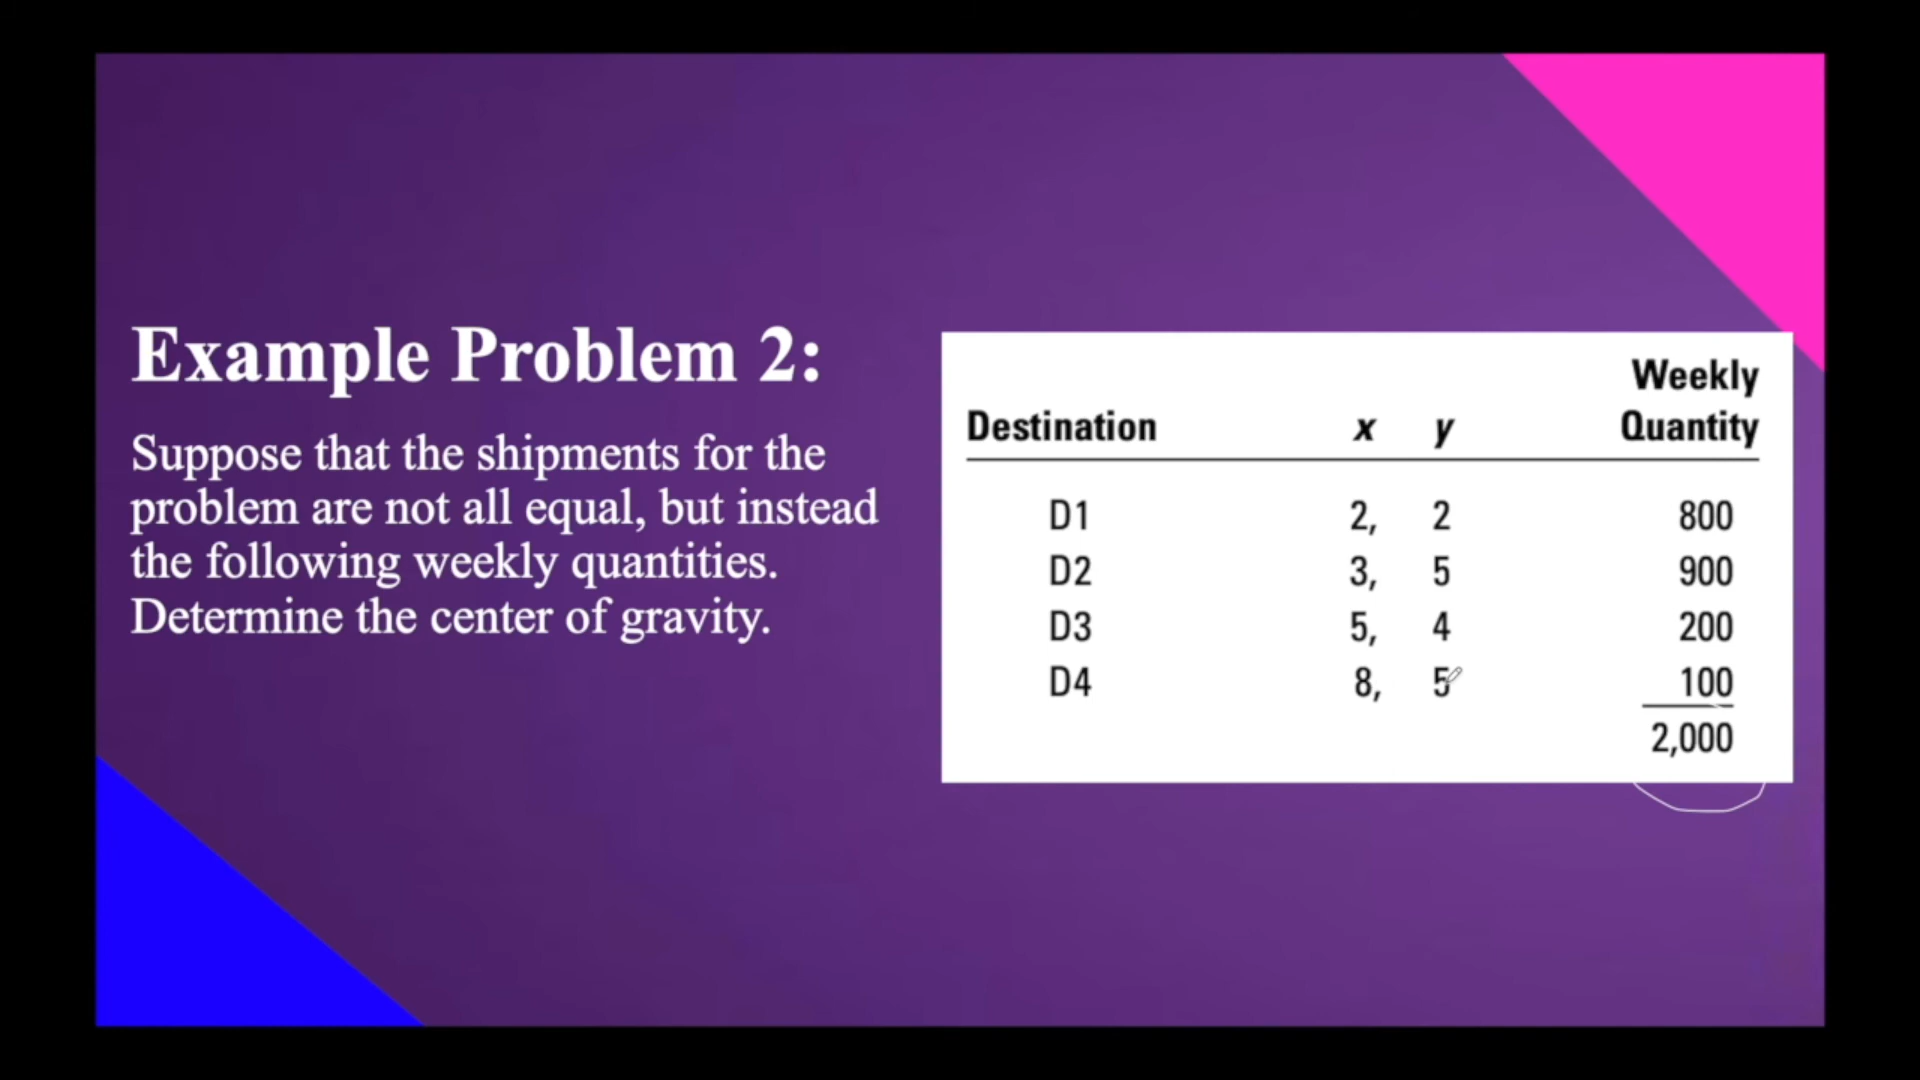 Example Problem 2:
Suppose that the shipments for the
problem are not all equal, but instead
the following weekly quantities.
Determine the center of gravity.
Weekly
Destination x y Quantity
D1 2, 2 800
D2 3, 5 900
D3 5, 4 200
D4 8, 5 100
2,000